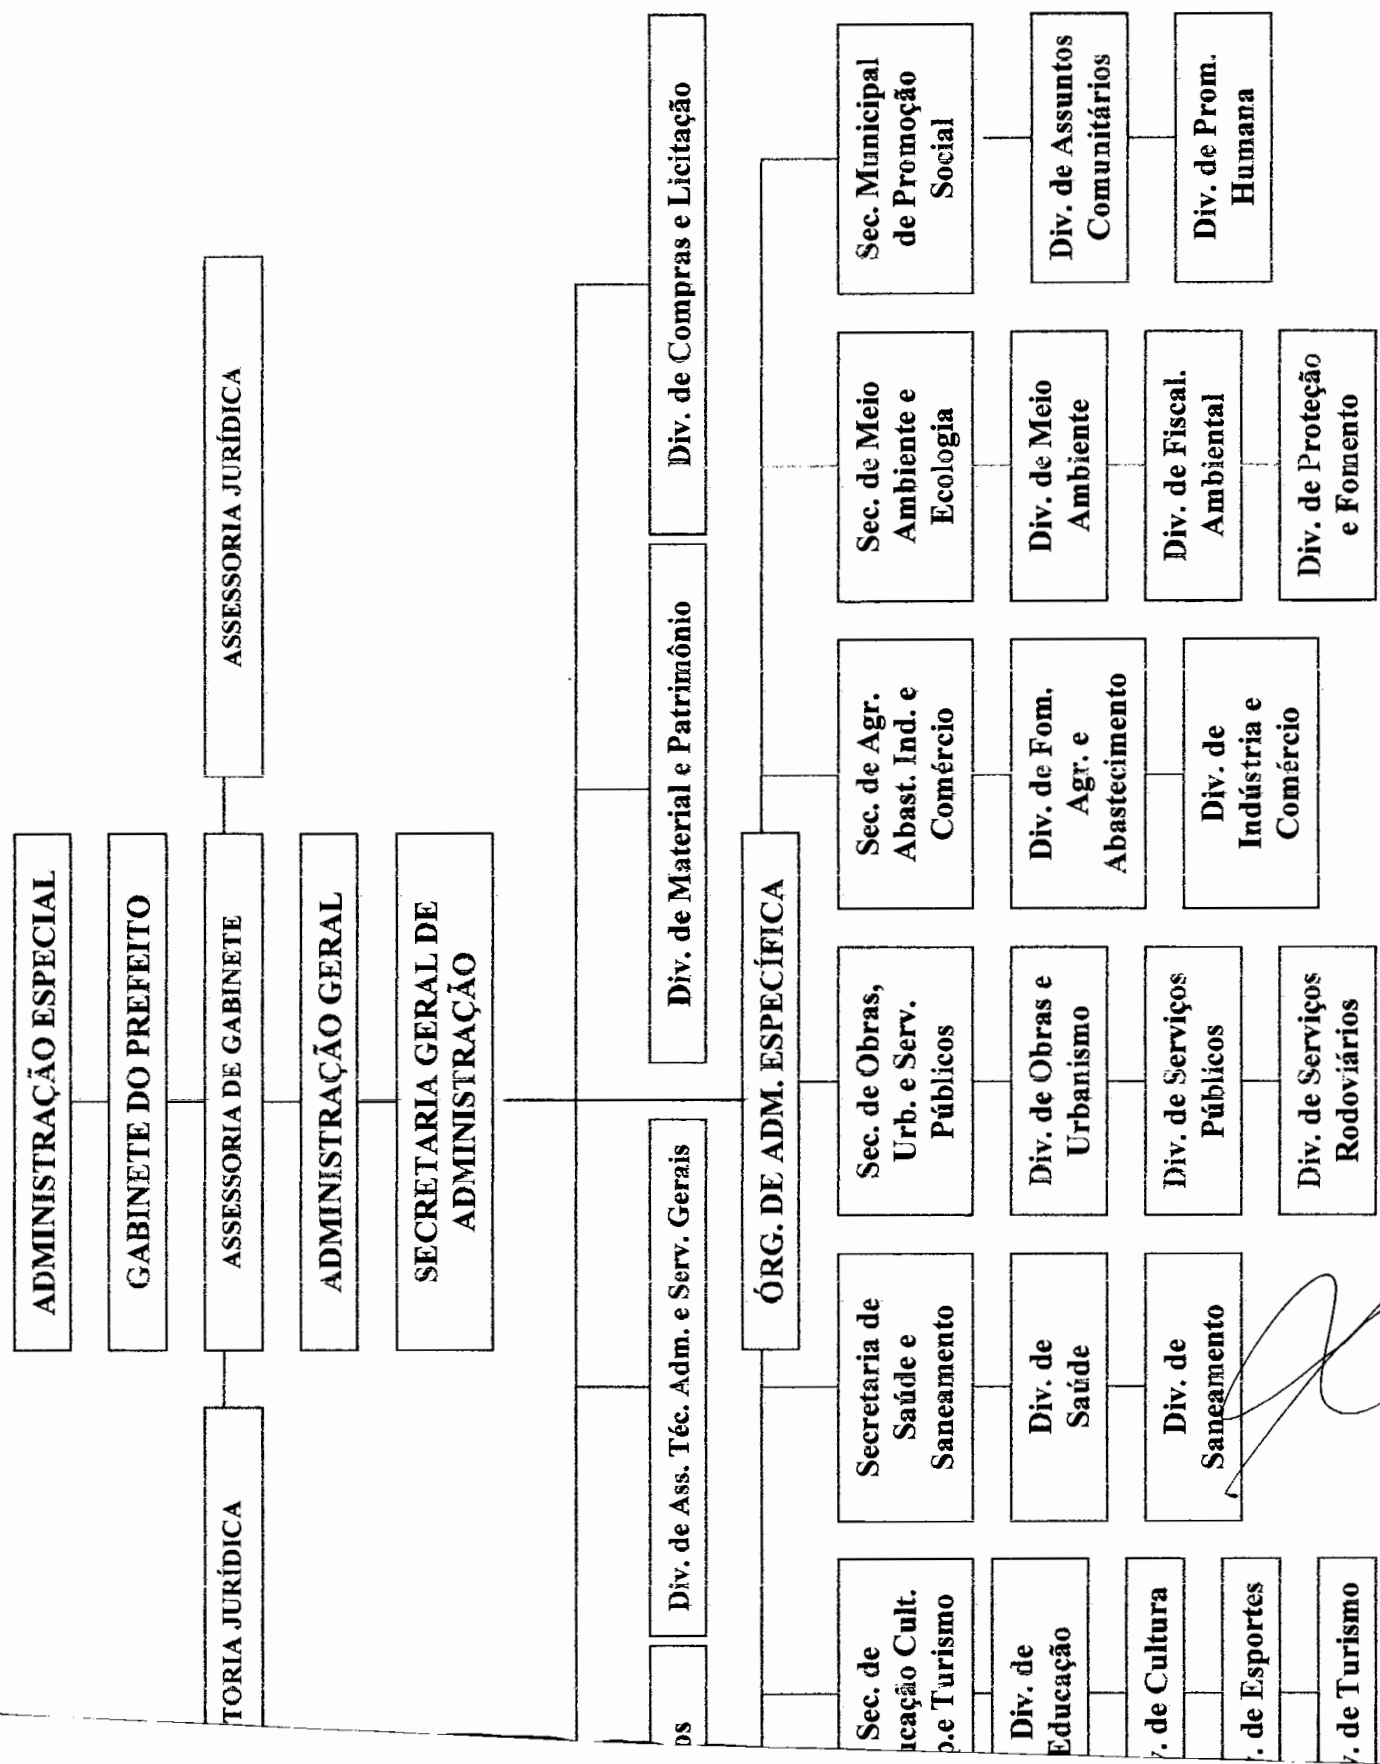 ADMINISTRAÇÃO ESPECIAL
GABINETE DO PREFEITO
TORIA JURÍDICA
ASSESSORIA DE GABINETE
ASSESSORIA JURÍDICA
ADMINISTRAÇÃO GERAL
SECRETARIA GERAL DE
ADMINISTRAÇÃO
os
Div. de Ass. Téc. Adm. e Serv. Gerais
Div. de Material e Patrimônio
Div. de Compras e Licitação
ÓRG. DE ADM. ESPECÍFICA
Sec. de
icação Cult.
p.e Turismo
Div. de
Educação
v. de Cultura
v. de Esportes
v. de Turismo
Secretaria de
Saúde e
Saneamento
Div. de
Saúde
Div. de
Saneamento
Sec. de Obras,
Urb. e Serv.
Públicos
Div. de Obras e
Urbanismo
Div. de Serviços
Públicos
Div. de Serviços
Rodoviários
Sec. de Agr.
Abast. Ind. e
Comércio
Div. de Fom.
Agr. e
Abastecimento
Div. de
Indústria e
Comércio
Sec. de Meio
Ambiente e
Ecologia
Div. de Meio
Ambiente
Div. de Fiscal.
Ambiental
Div. de Proteção
e Fomento
Sec. Municipal
de Promoção
Social
Div. de Assuntos
Comunitários
Div. de Prom.
Humana